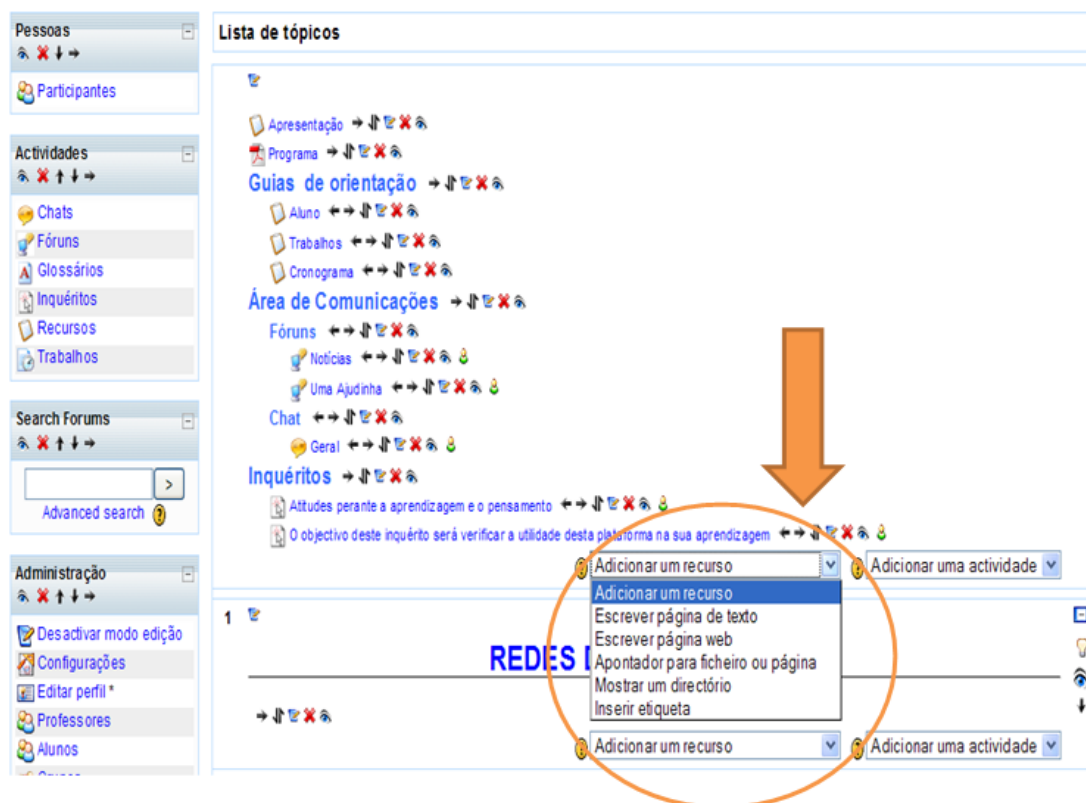 Pessoas
Participantes
Actividades
Chats
Fóruns
Glossários
Inquéritos
Recursos
Trabalhos
Search Forums
>
Advanced search
Administração
Desactivar modo edição
Configurações
Editar perfil *
Professores
Alunos
Lista de tópicos
Apresentação
Programa
Guias de orientação
Aluno
Trabalhos
Cronograma
Área de Comunicações
Fóruns
Notícias
Uma Ajudinha
Chat
Geral
Inquéritos
Atitudes perante a aprendizagem e o pensamento
O objectivo deste inquérito será verificar a utilidade desta plataforma na sua aprendizagem
Adicionar um recurso Adicionar uma actividade
Adicionar um recurso
Escrever página de texto
Escrever página web
Apontador para ficheiro ou página
Mostrar um directório
Inserir etiqueta
1
REDES
Adicionar um recurso Adicionar uma actividade